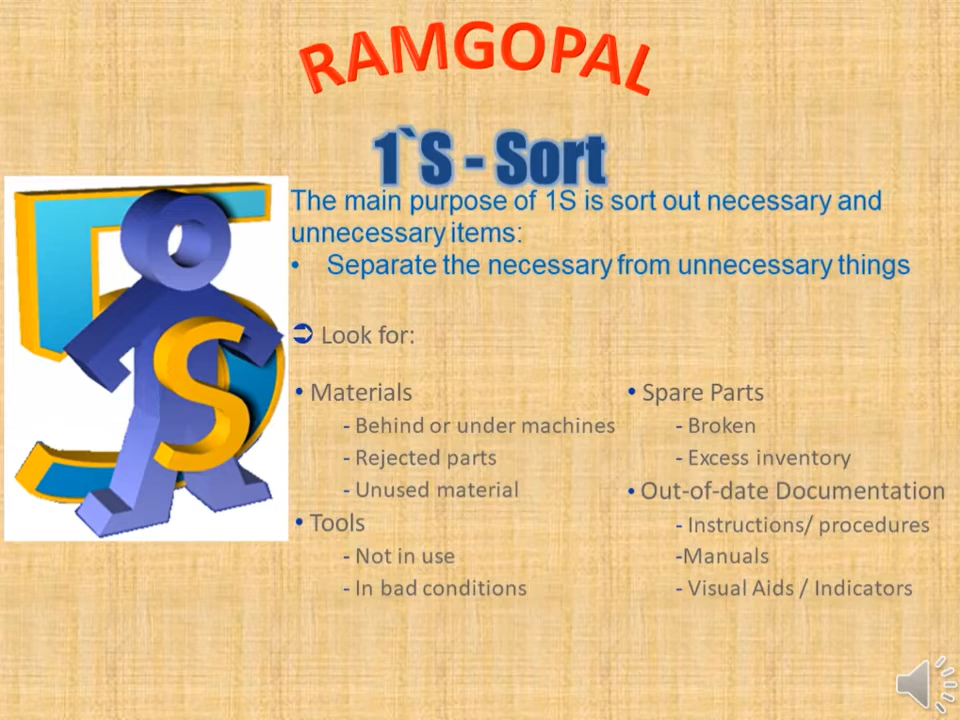 RAMGOPAL
1`S - Sort
The main purpose of 1S is sort out necessary and
unnecessary items:
• Separate the necessary from unnecessary things
5S
➲ Look for:
• Materials
- Behind or under machines
- Rejected parts
- Unused material
• Tools
- Not in use
- In bad conditions
• Spare Parts
- Broken
- Excess inventory
• Out-of-date Documentation
- Instructions/ procedures
-Manuals
- Visual Aids / Indicators